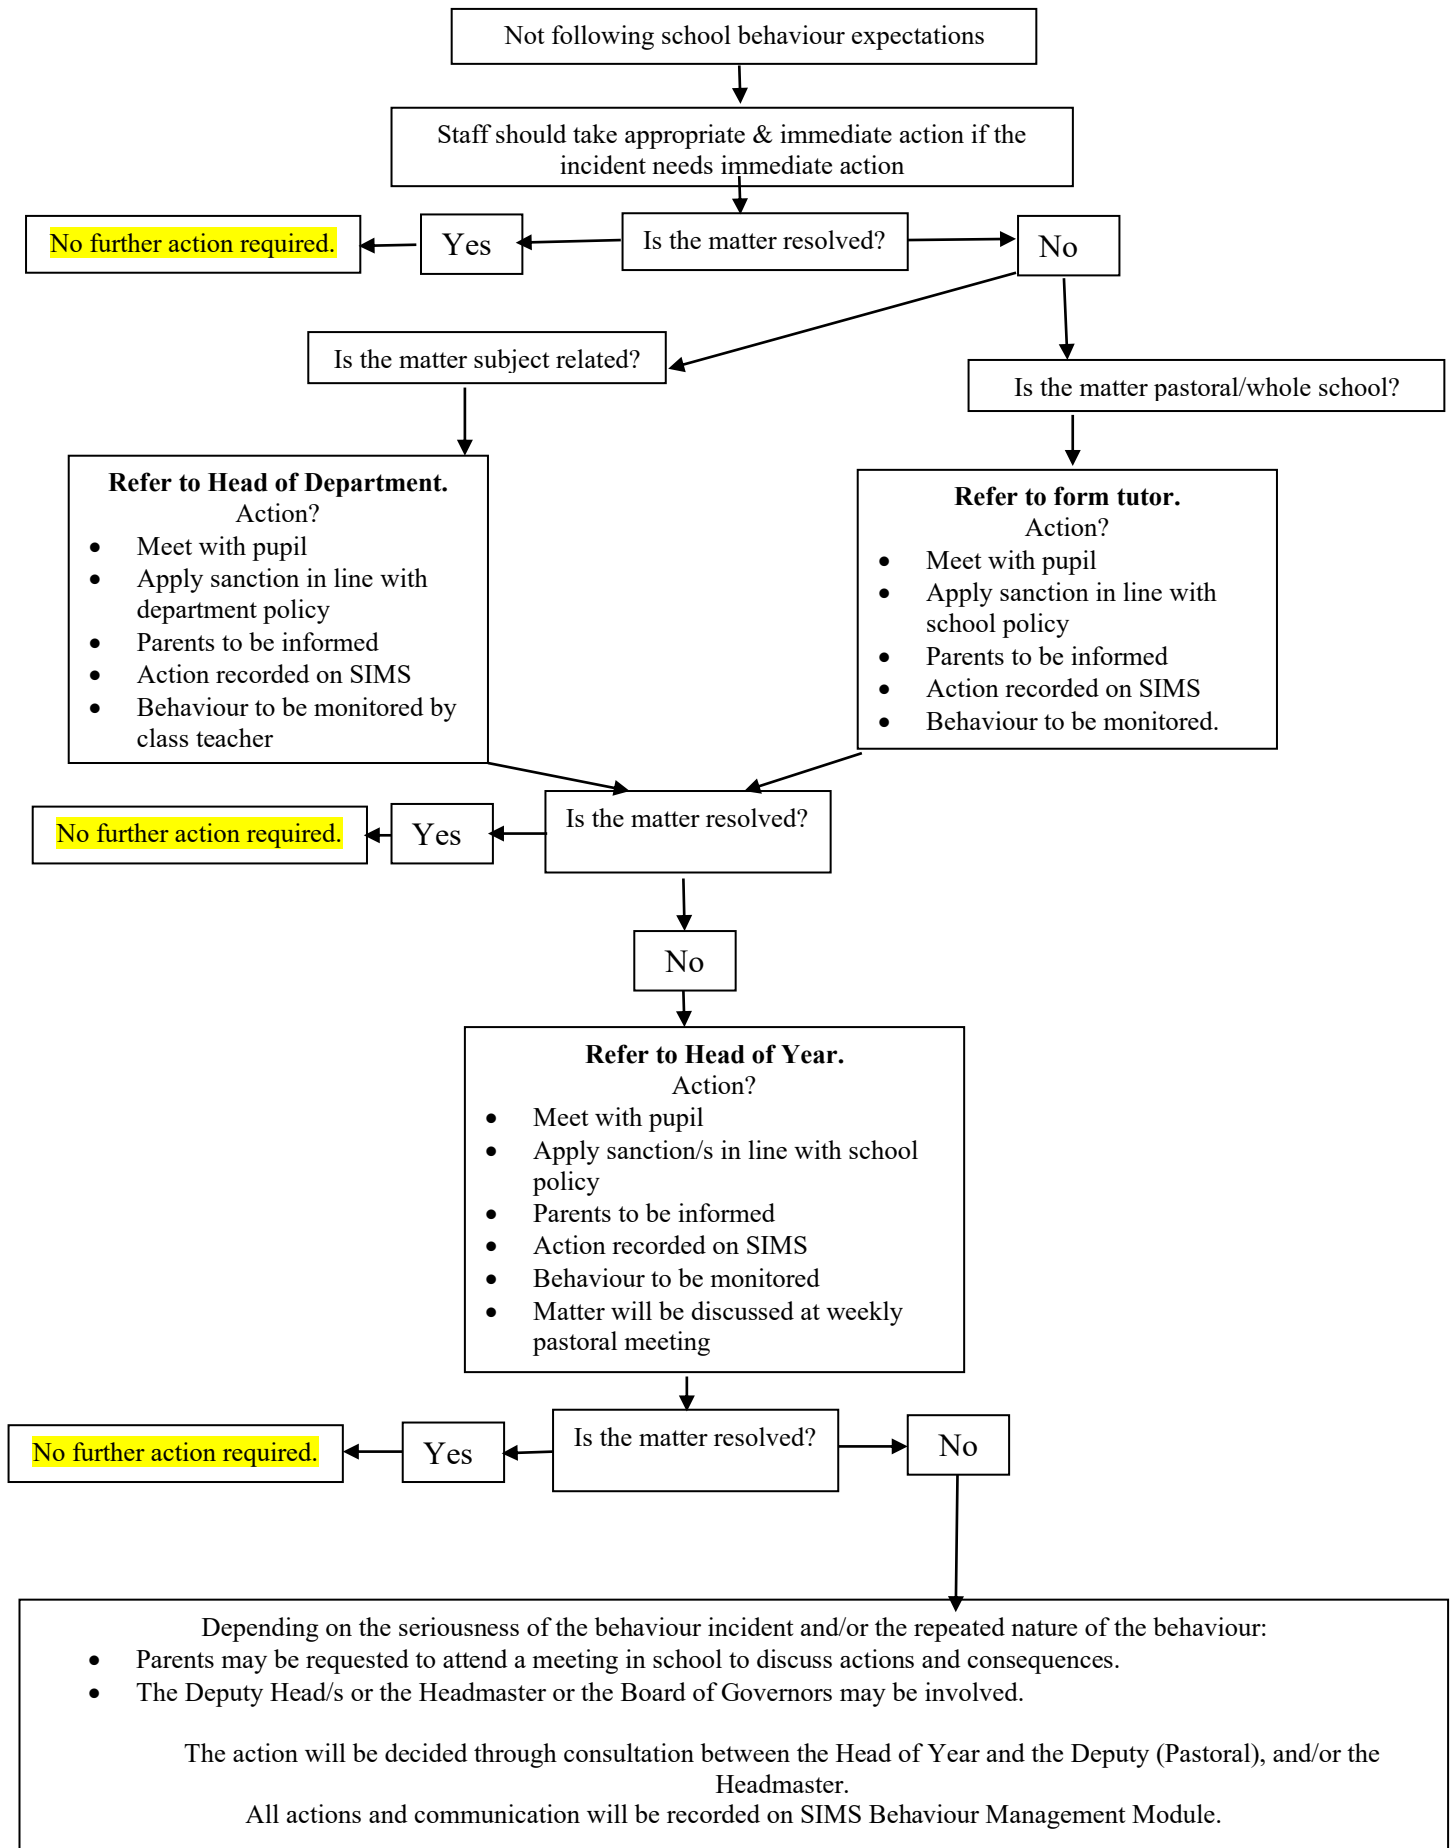 Not following school behaviour expectations
Staff should take appropriate & immediate action if the
incident needs immediate action
No further action required.
Yes
Is the matter resolved?
No
Is the matter subject related?
Is the matter pastoral/whole school?
Refer to Head of Department.
Action?
• Meet with pupil
• Apply sanction in line with
department policy
• Parents to be informed
• Action recorded on SIMS
• Behaviour to be monitored by
class teacher
Refer to form tutor.
Action?
• Meet with pupil
• Apply sanction in line with
school policy
• Parents to be informed
• Action recorded on SIMS
• Behaviour to be monitored.
No further action required.
Yes
Is the matter resolved?
No
Refer to Head of Year.
Action?
• Meet with pupil
• Apply sanction/s in line with school
policy
• Parents to be informed
• Action recorded on SIMS
• Behaviour to be monitored
• Matter will be discussed at weekly
pastoral meeting
No further action required.
Yes
Is the matter resolved?
No
Depending on the seriousness of the behaviour incident and/or the repeated nature of the behaviour:
• Parents may be requested to attend a meeting in school to discuss actions and consequences.
• The Deputy Head/s or the Headmaster or the Board of Governors may be involved.
The action will be decided through consultation between the Head of Year and the Deputy (Pastoral), and/or the
Headmaster.
All actions and communication will be recorded on SIMS Behaviour Management Module.